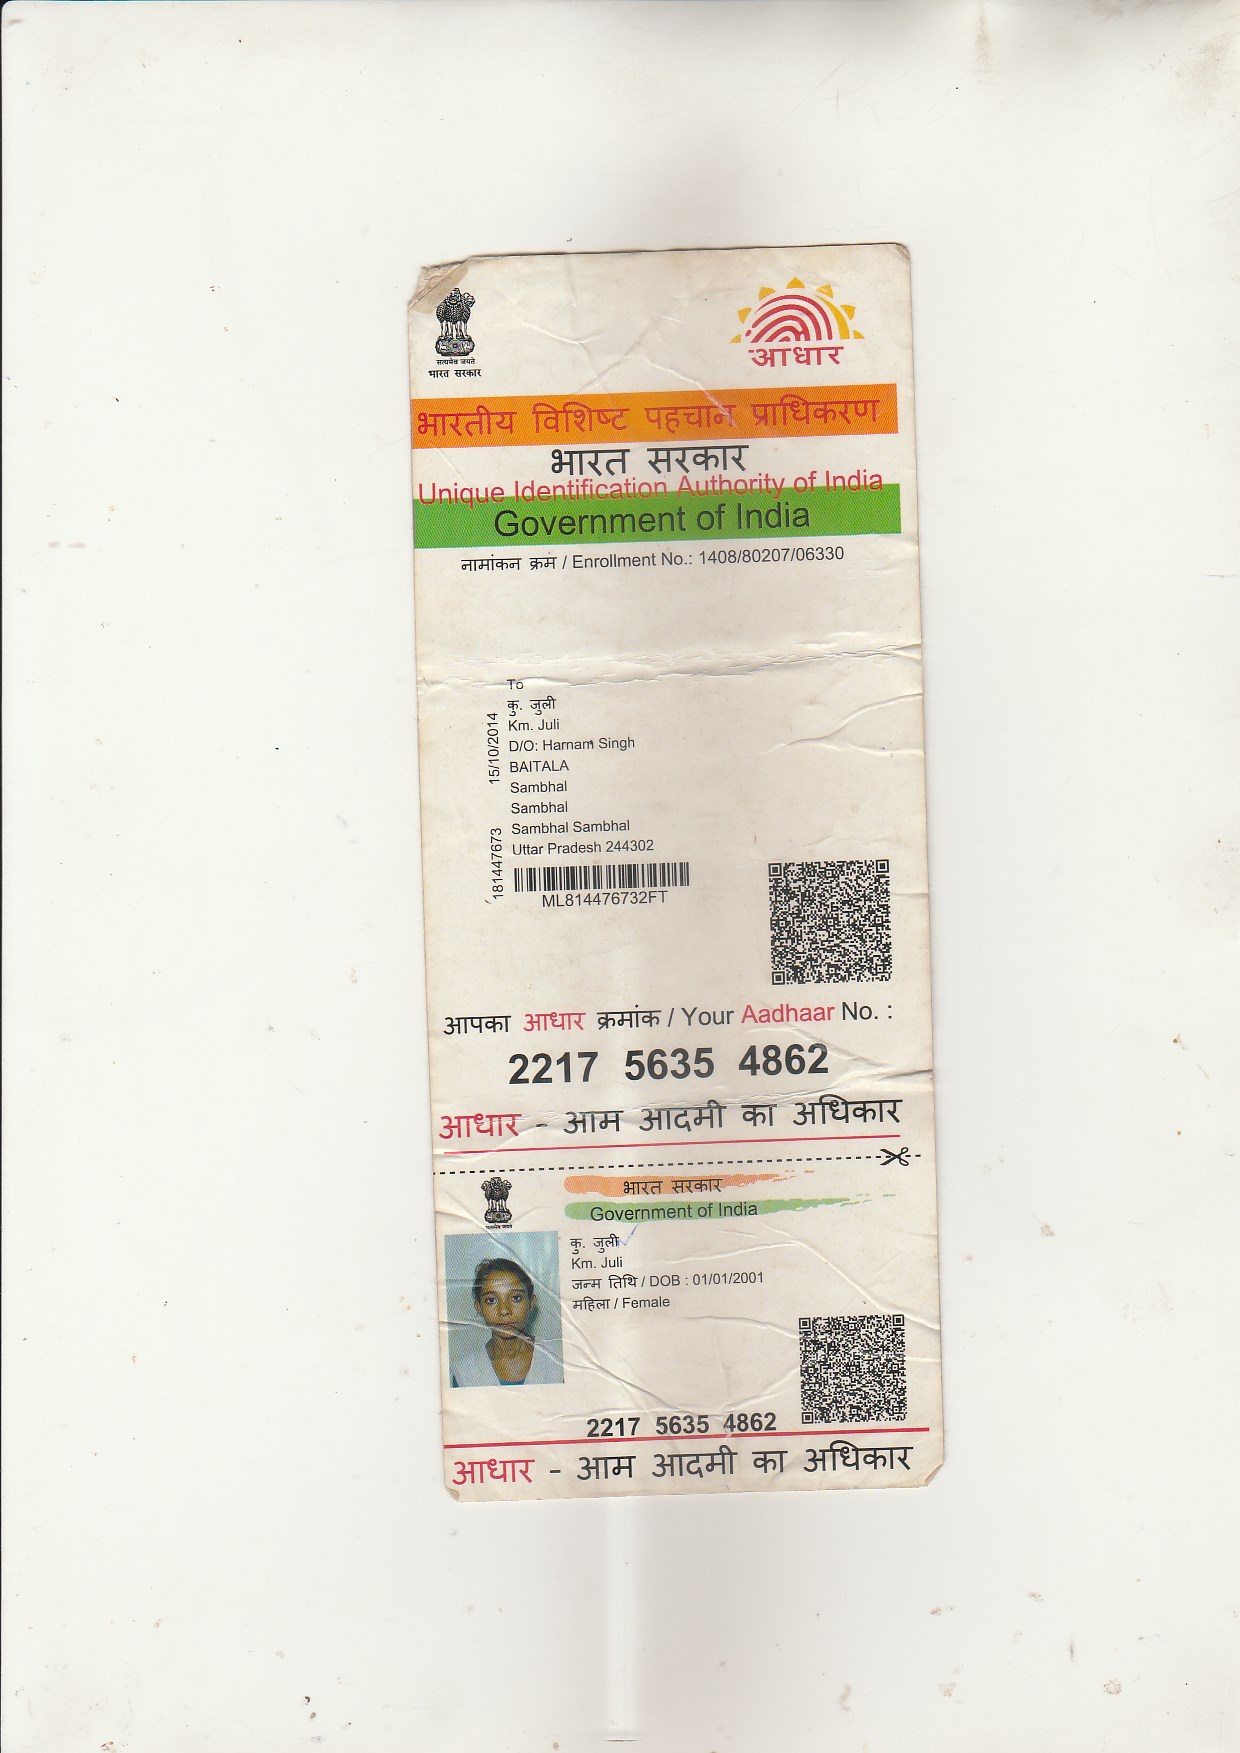 सत्यमेव जयते
भारत सरकार
आधार
भारतीय विशिष्ट पहचान प्राधिकरण
भारत सरकार
Unique Identification Authority of India
Government of India
नामांकन क्रम / Enrollment No.: 1408/80207/06330
To
कु. जुली
Km. Juli
D/O: Harnam Singh
BAITALA
Sambhal
Sambhal
Sambhal Sambhal
Uttar Pradesh 244302
181447673
15/10/2014
ML814476732FT
आपका आधार क्रमांक / Your Aadhaar No. :
2217 5635 4862
आधार - आम आदमी का अधिकार
भारत सरकार
Government of India
सत्यमेव जयते
कु. जुली
Km. Juli
जन्म तिथि / DOB : 01/01/2001
महिला / Female
2217 5635 4862
आधार - आम आदमी का अधिकार